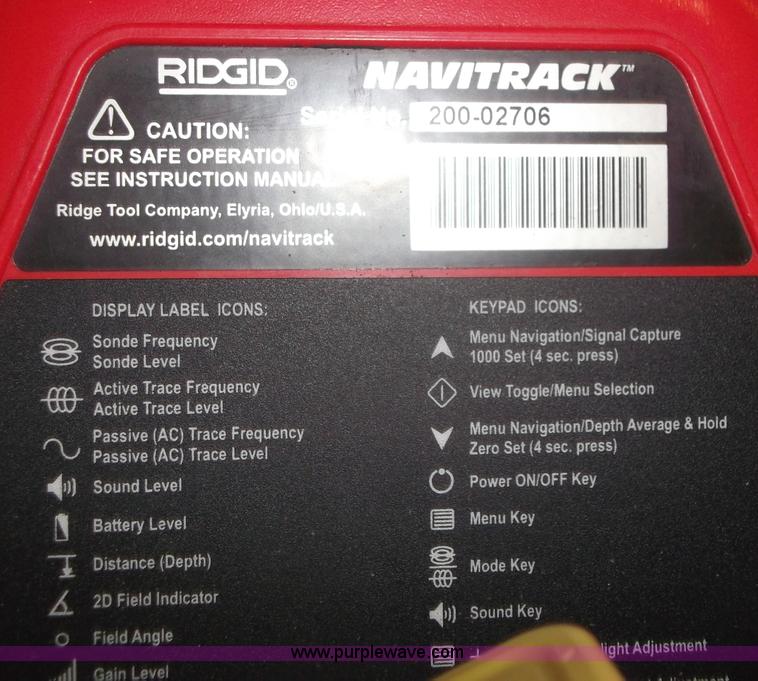 RIDGID®
NAVITRACK™
Serial No. 200-02706
CAUTION:
FOR SAFE OPERATION
SEE INSTRUCTION MANUAL
Ridge Tool Company, Elyria, Ohio/U.S.A.
www.ridgid.com/navitrack
DISPLAY LABEL ICONS:
Sonde Frequency
Sonde Level
Active Trace Frequency
Active Trace Level
Passive (AC) Trace Frequency
Passive (AC) Trace Level
Sound Level
Battery Level
Distance (Depth)
2D Field Indicator
Field Angle
Gain Level
KEYPAD ICONS:
Menu Navigation/Signal Capture
1000 Set (4 sec. press)
View Toggle/Menu Selection
Menu Navigation/Depth Average & Hold
Zero Set (4 sec. press)
Power ON/OFF Key
Menu Key
Mode Key
Sound Key
Adjustment
Adjustment
www.purplewave.com